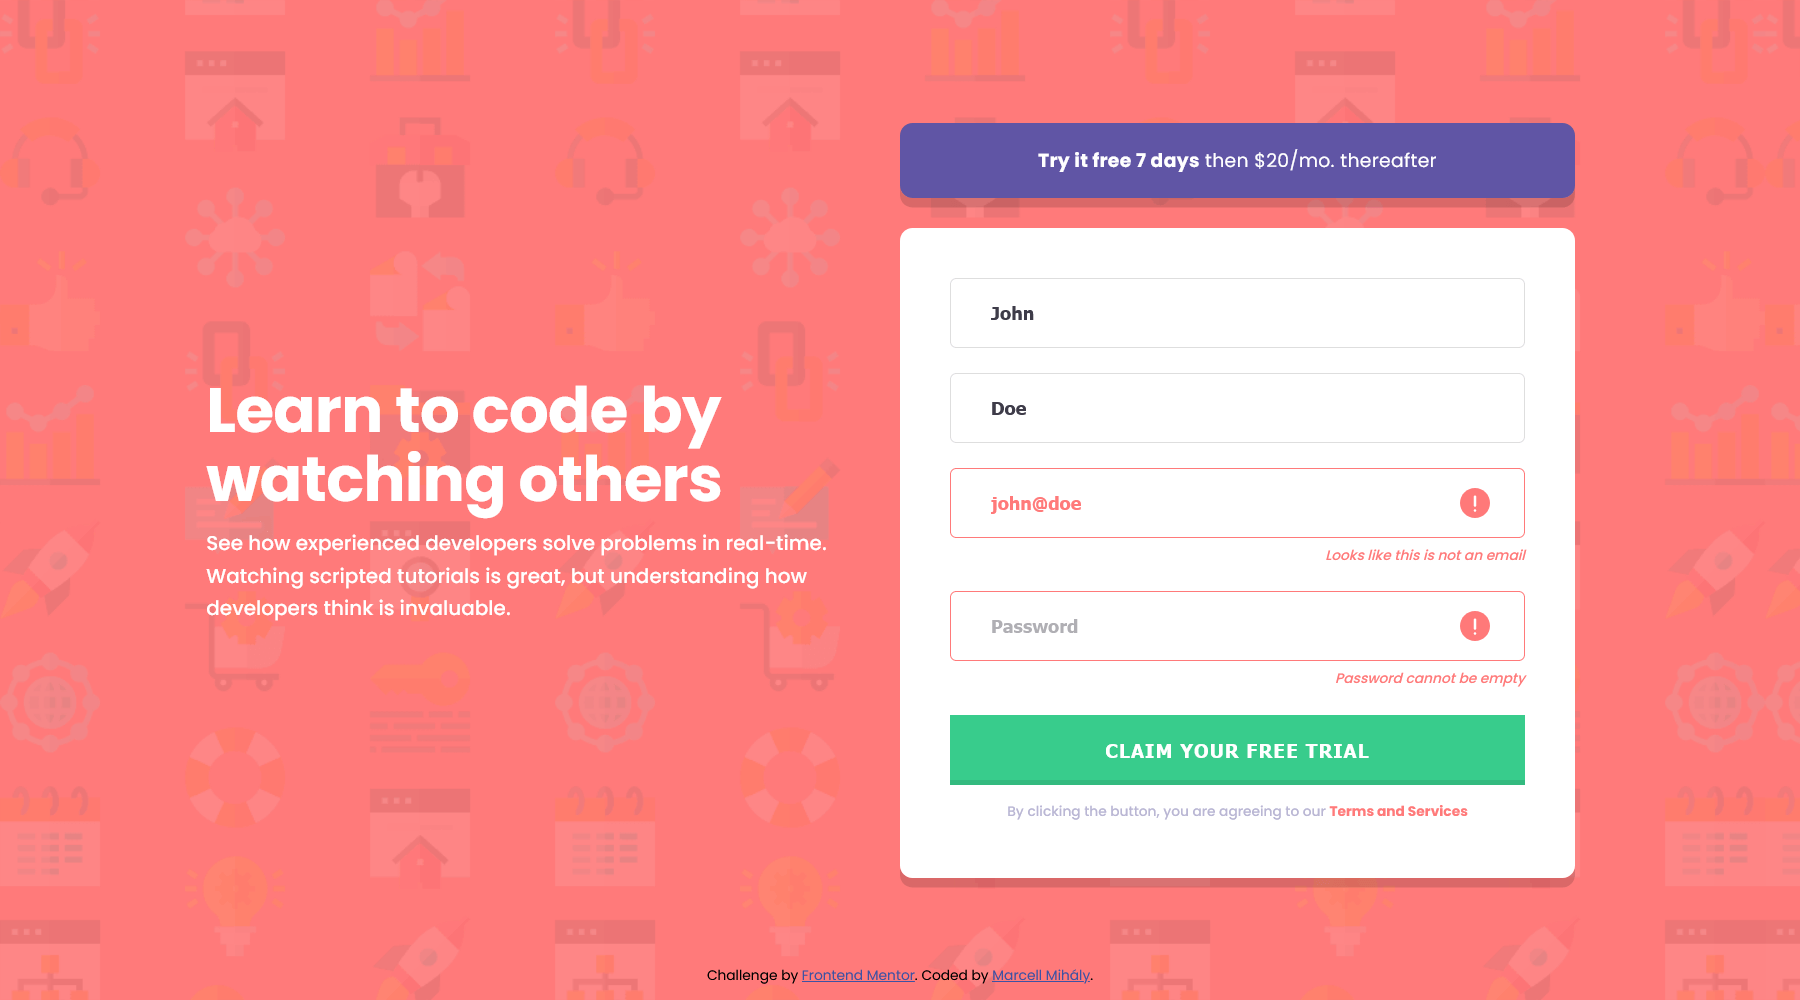 Try it free 7 days then $20/mo. thereafter
John
Doe
Learn to code by
watching others
john@doe
See how experienced developers solve problems in real-time.
Watching scripted tutorials is great, but understanding how
developers think is invaluable.
Looks like this is not an email
Password
Password cannot be empty
CLAIM YOUR FREE TRIAL
By clicking the button, you are agreeing to our Terms and Services
Challenge by Frontend Mentor. Coded by Marcell Mihály.